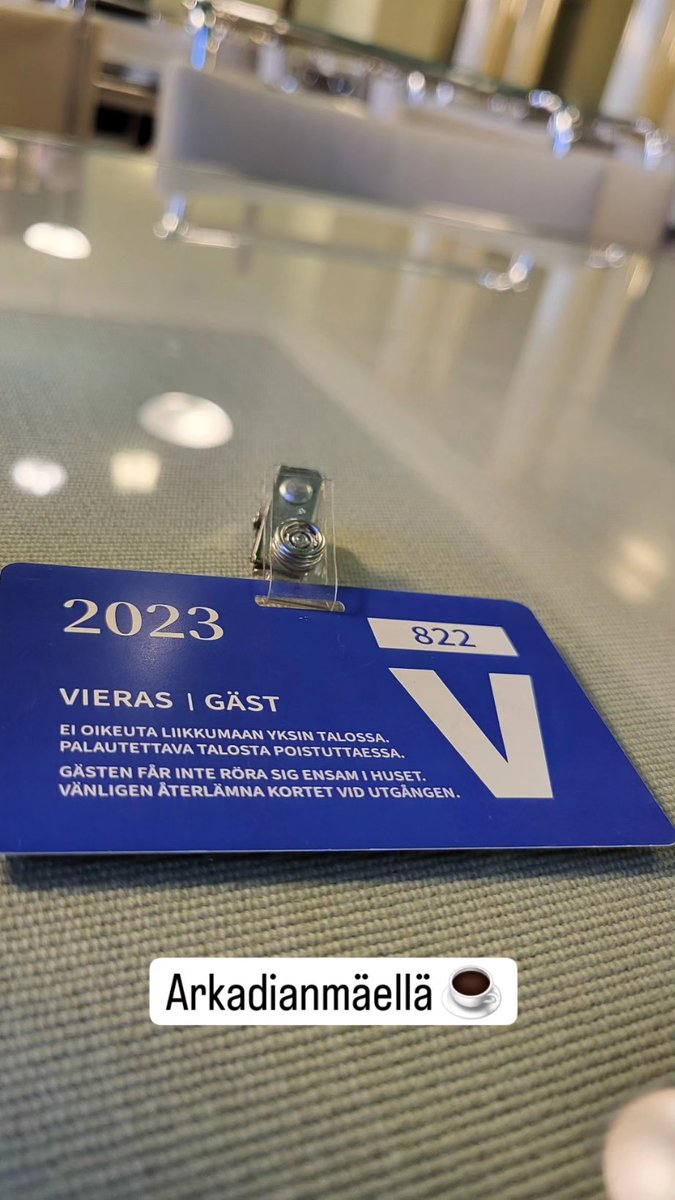 2023
822
VIERAS | GÄST
V
EI OIKEUTA LIIKKUMAAN YKSIN TALOSSA.
PALAUTETTAVA TALOSTA POISTUTTAESSA.
GÄSTEN FÅR INTE RÖRA SIG ENSAM I HUSET.
VÄNLIGEN ÅTERLÄMNA KORTET VID UTGÅNGEN.
Arkadianmäellä ☕